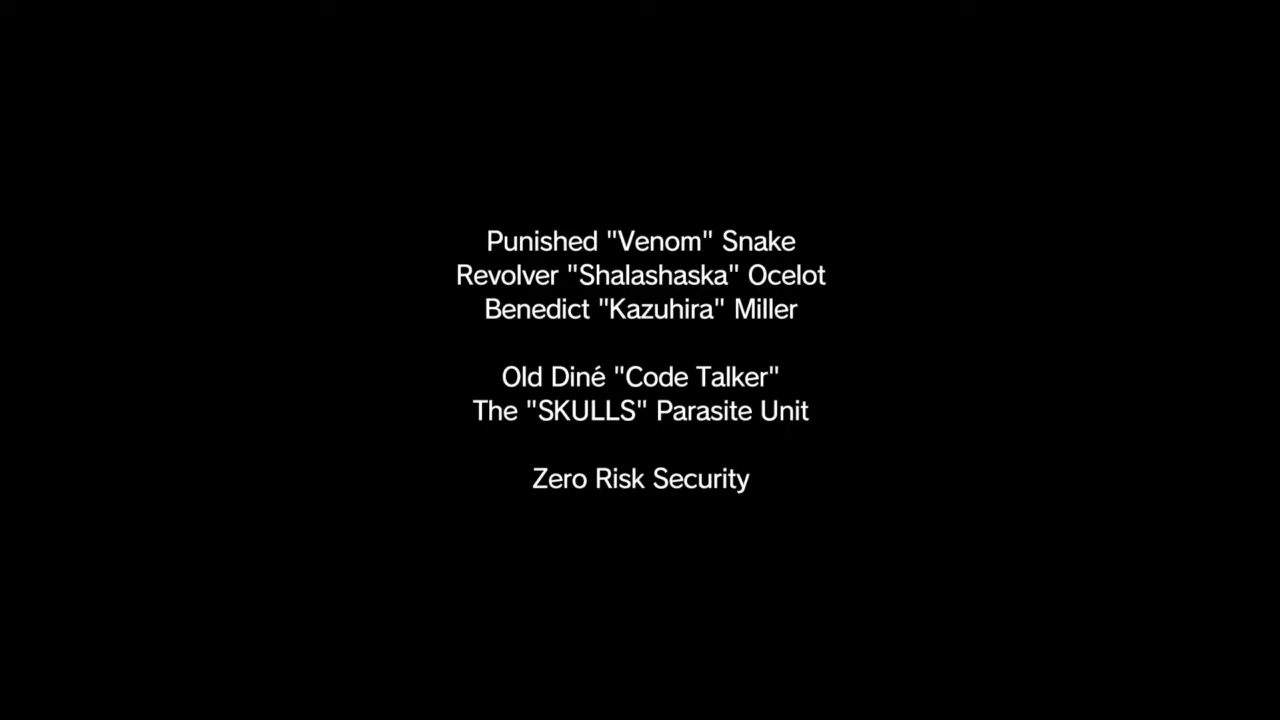 Punished "Venom" Snake
Revolver "Shalashaska" Ocelot
Benedict "Kazuhira" Miller
Old Diné "Code Talker"
The "SKULLS" Parasite Unit
Zero Risk Security